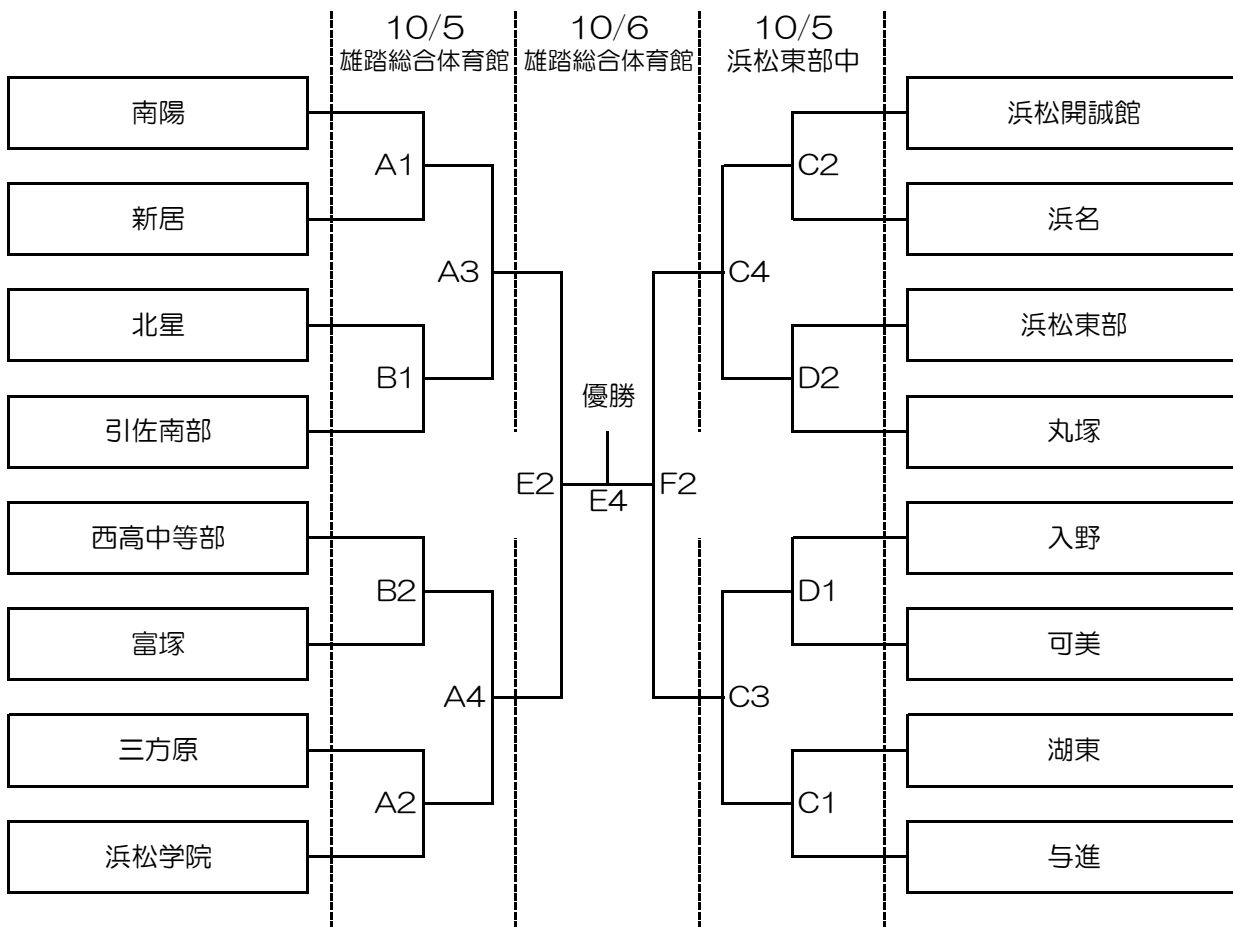 10/5
雄踏総合体育館
10/6
雄踏総合体育館
10/5
浜松東部中
南陽
新居
北星
引佐南部
西高中等部
富塚
三方原
浜松学院
A1
B1
B2
A2
A3
A4
E2
優勝
E4
F2
C4
C3
C2
D2
D1
C1
浜松開誠館
浜名
浜松東部
丸塚
入野
可美
湖東
与進